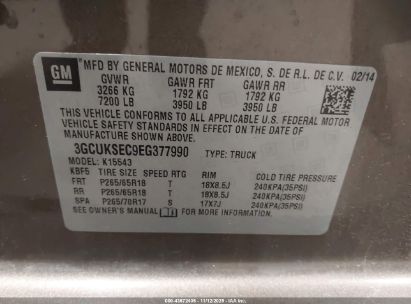 GM
MFD BY GENERAL MOTORS DE MEXICO, S. DE R.L. DE C.V. 02/14
GVWR GAWR FRT GAWR RR
3266 KG 1792 KG 1792 KG
7200 LB 3950 LB 3950 LB
THIS VEHICLE CONFORMS TO ALL APPLICABLE U.S. FEDERAL MOTOR
VEHICLE SAFETY AND THEFT PREVENTION STANDARDS IN EFFECT ON THE DATE OF
MANUFACTURE SHOWN ABOVE.
3GCUKSEC9EG377990 TYPE: TRUCK
MODEL: K15543
KBF5 TIRE SIZE SPEED RTG RIM COLD TIRE PRESSURE
FRT P265/65R18 T 18X8.5J 240KPA(35PSI)
RR P265/65R18 T 18X8.5J 240KPA(35PSI)
SPA P265/70R17 S 17X7J 240KPA(35PSI)
SEE OWNER'S MANUAL FOR ADDITIONAL INFORMATION.